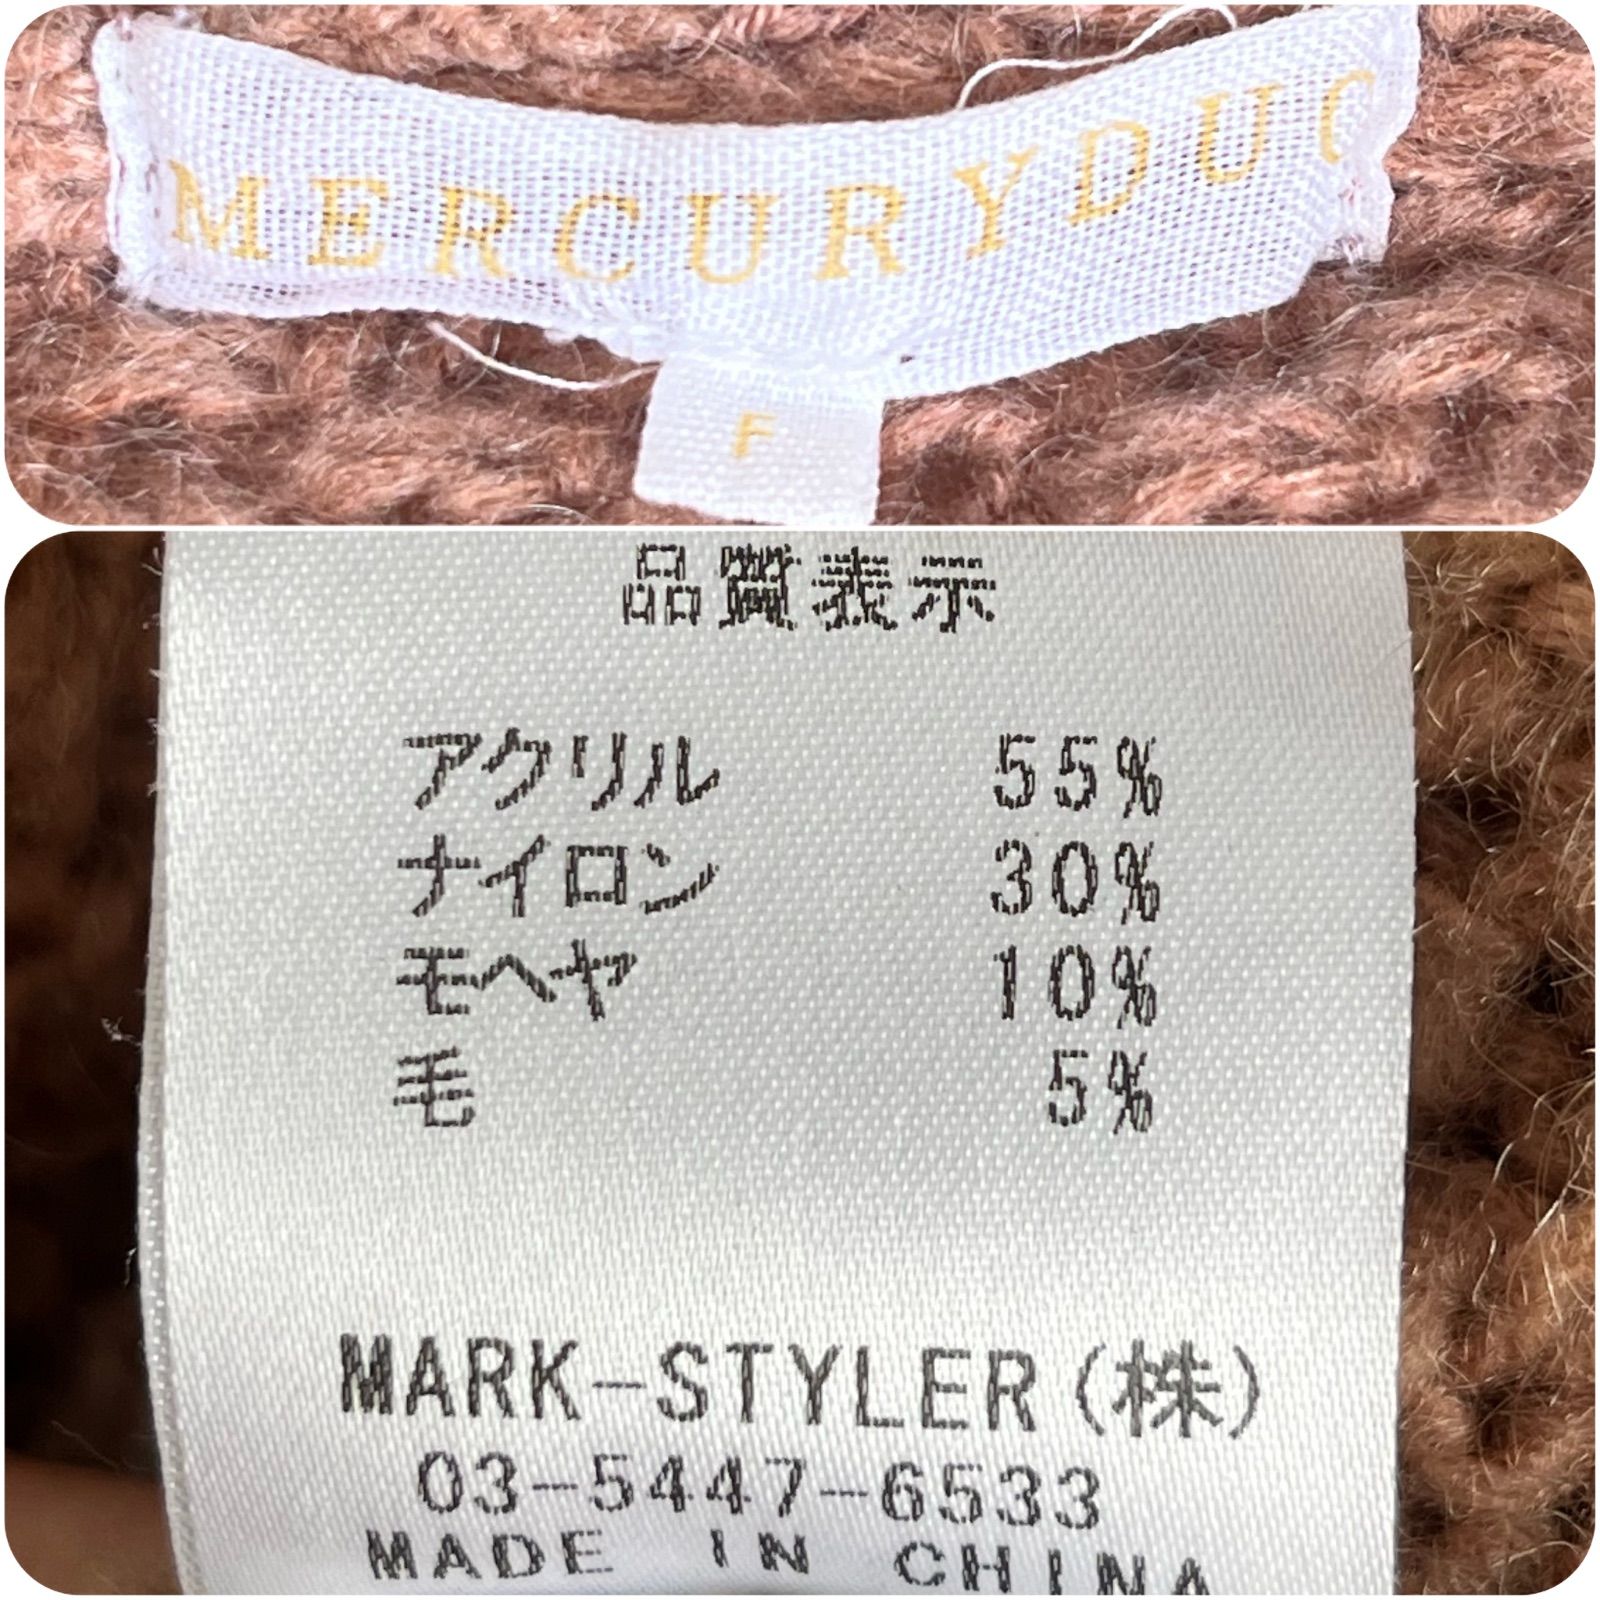 MERCURYDUO
F
品質表示
アクリル 55%
ナイロン 30%
モヘヤ 10%
毛 5%
MARK-STYLER(株)
03-5447-6533
MADE IN CHINA